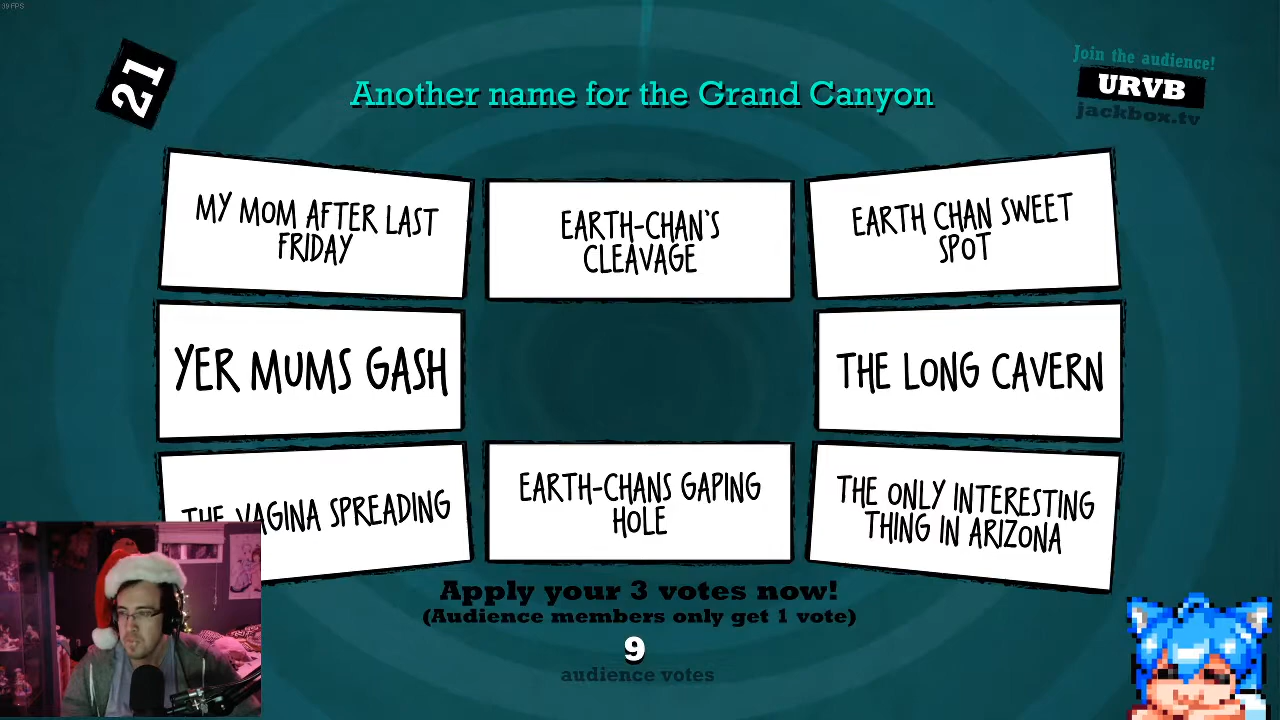 39 FPS
21
Another name for the Grand Canyon
Join the audience!
URVB
jackbox.tv
MY MOM AFTER LAST
FRIDAY
EARTH-CHAN'S
CLEAVAGE
EARTH CHAN SWEET
SPOT
YER MUMS GASH
THE LONG CAVERN
THE VAGINA SPREADING
EARTH-CHANS GAPING
HOLE
THE ONLY INTERESTING
THING IN ARIZONA
Apply your 3 votes now!
(Audience members only get 1 vote)
9
audience votes